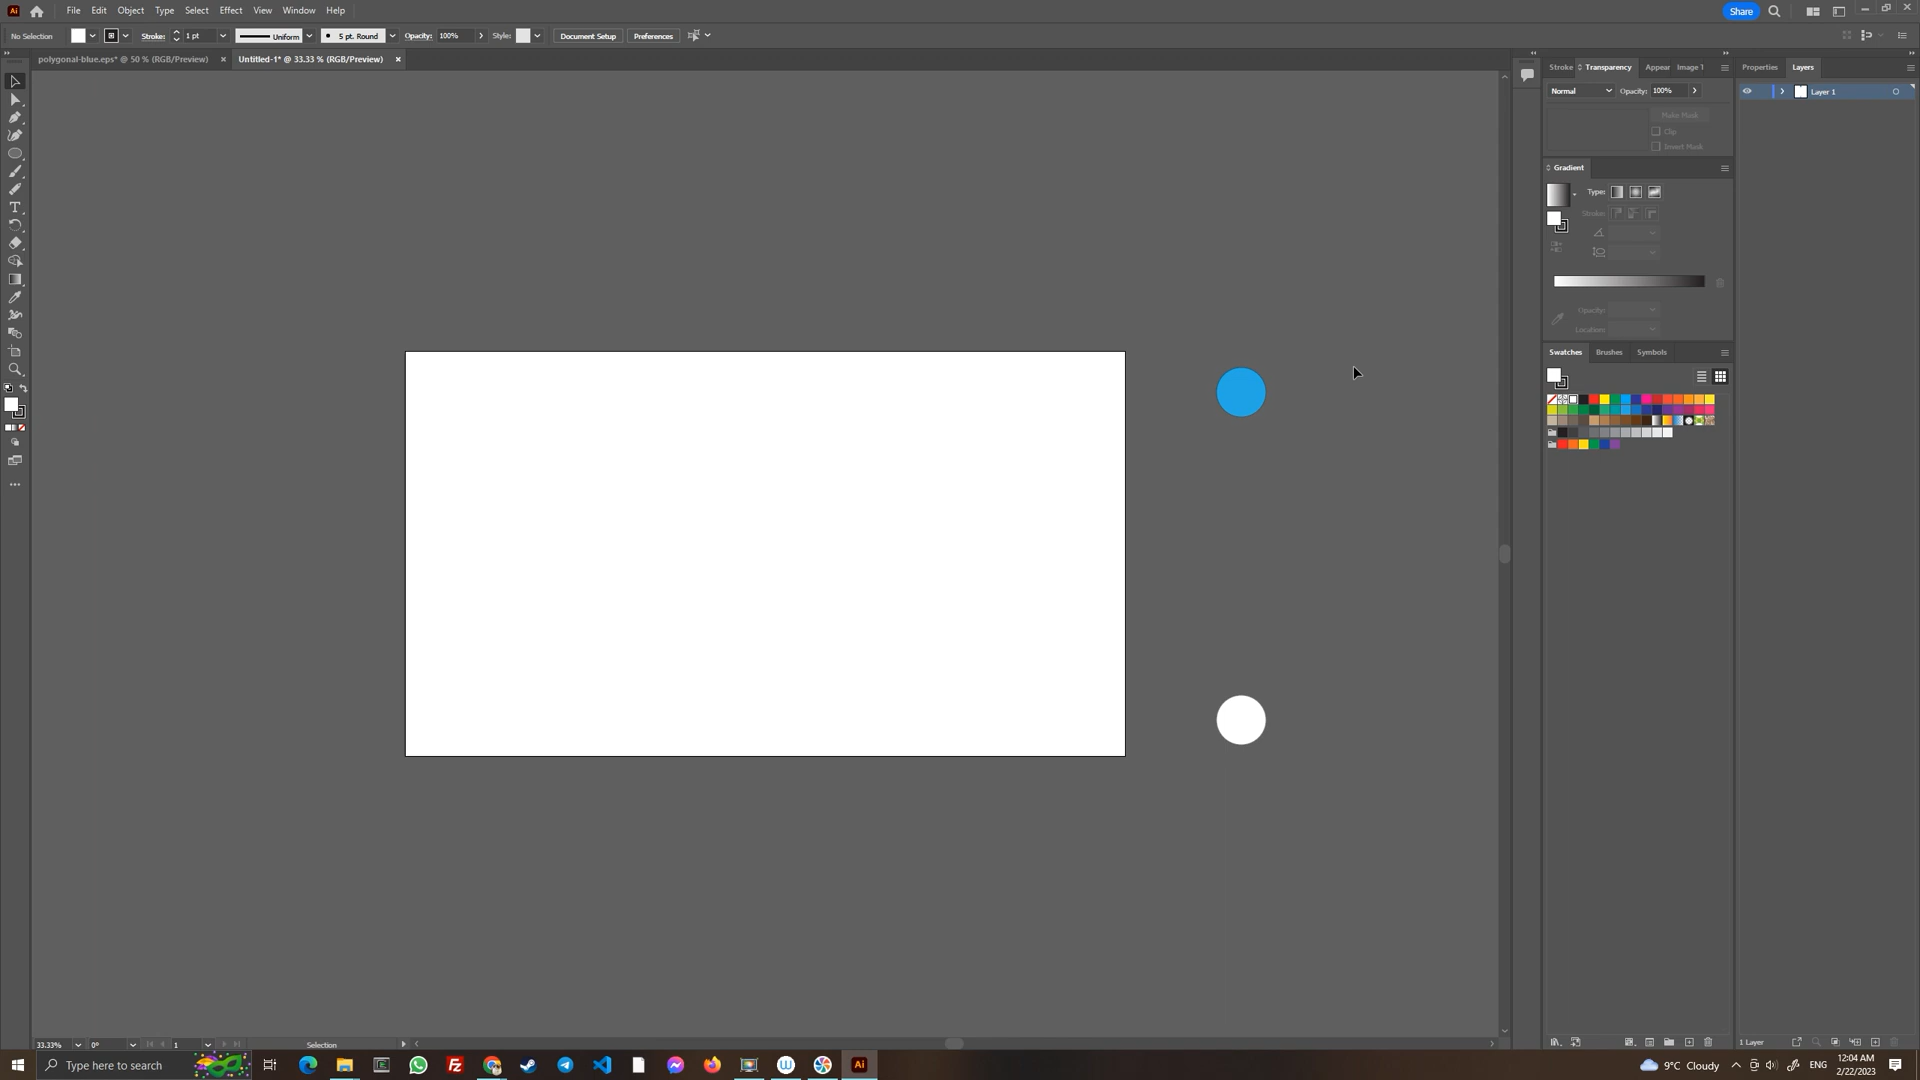 Ai File Edit Object Type Select Effect View Window Help Share
No Selection Stroke: 1 pt Uniform 5 pt. Round Opacity: 100% Style: Document Setup Preferences
polygonal-blue.eps* @ 50 % (RGB/Preview) × Untitled-1* @ 33.33 % (RGB/Preview) ×
Stroke Transparency Appear Image T
Properties Layers
Normal Opacity: 100%
Layer 1
Make Mask
Clip
Invert Mask
Gradient
Type:
Stroke:
Opacity:
Location:
Swatches Brushes Symbols
33.33% 0° 1 Selection
1 Layer
Type here to search
9°C Cloudy ENG
12:04 AM
2/22/2023